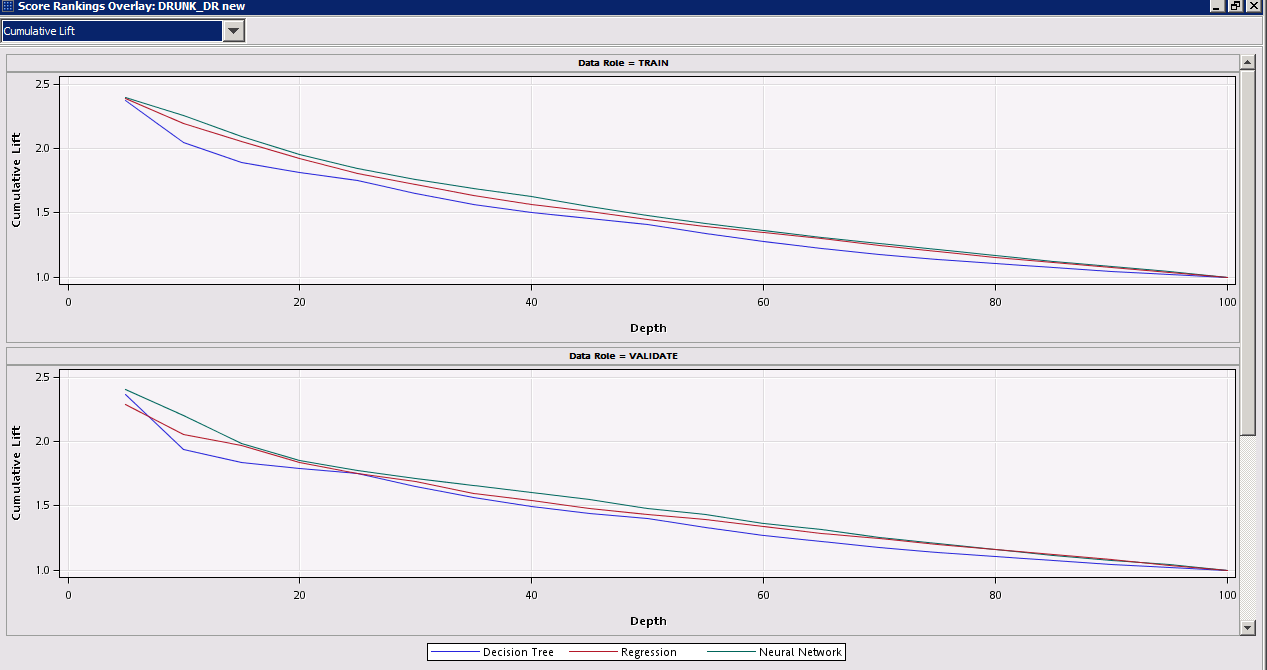 Score Rankings Overlay: DRUNK_DR new
Cumulative Lift
Data Role = TRAIN
2.5
2.0
1.5
1.0
Cumulative Lift
0 20 40 60 80 100
Depth
Data Role = VALIDATE
2.5
2.0
1.5
1.0
Cumulative Lift
0 20 40 60 80 100
Depth
Decision Tree Regression Neural Network